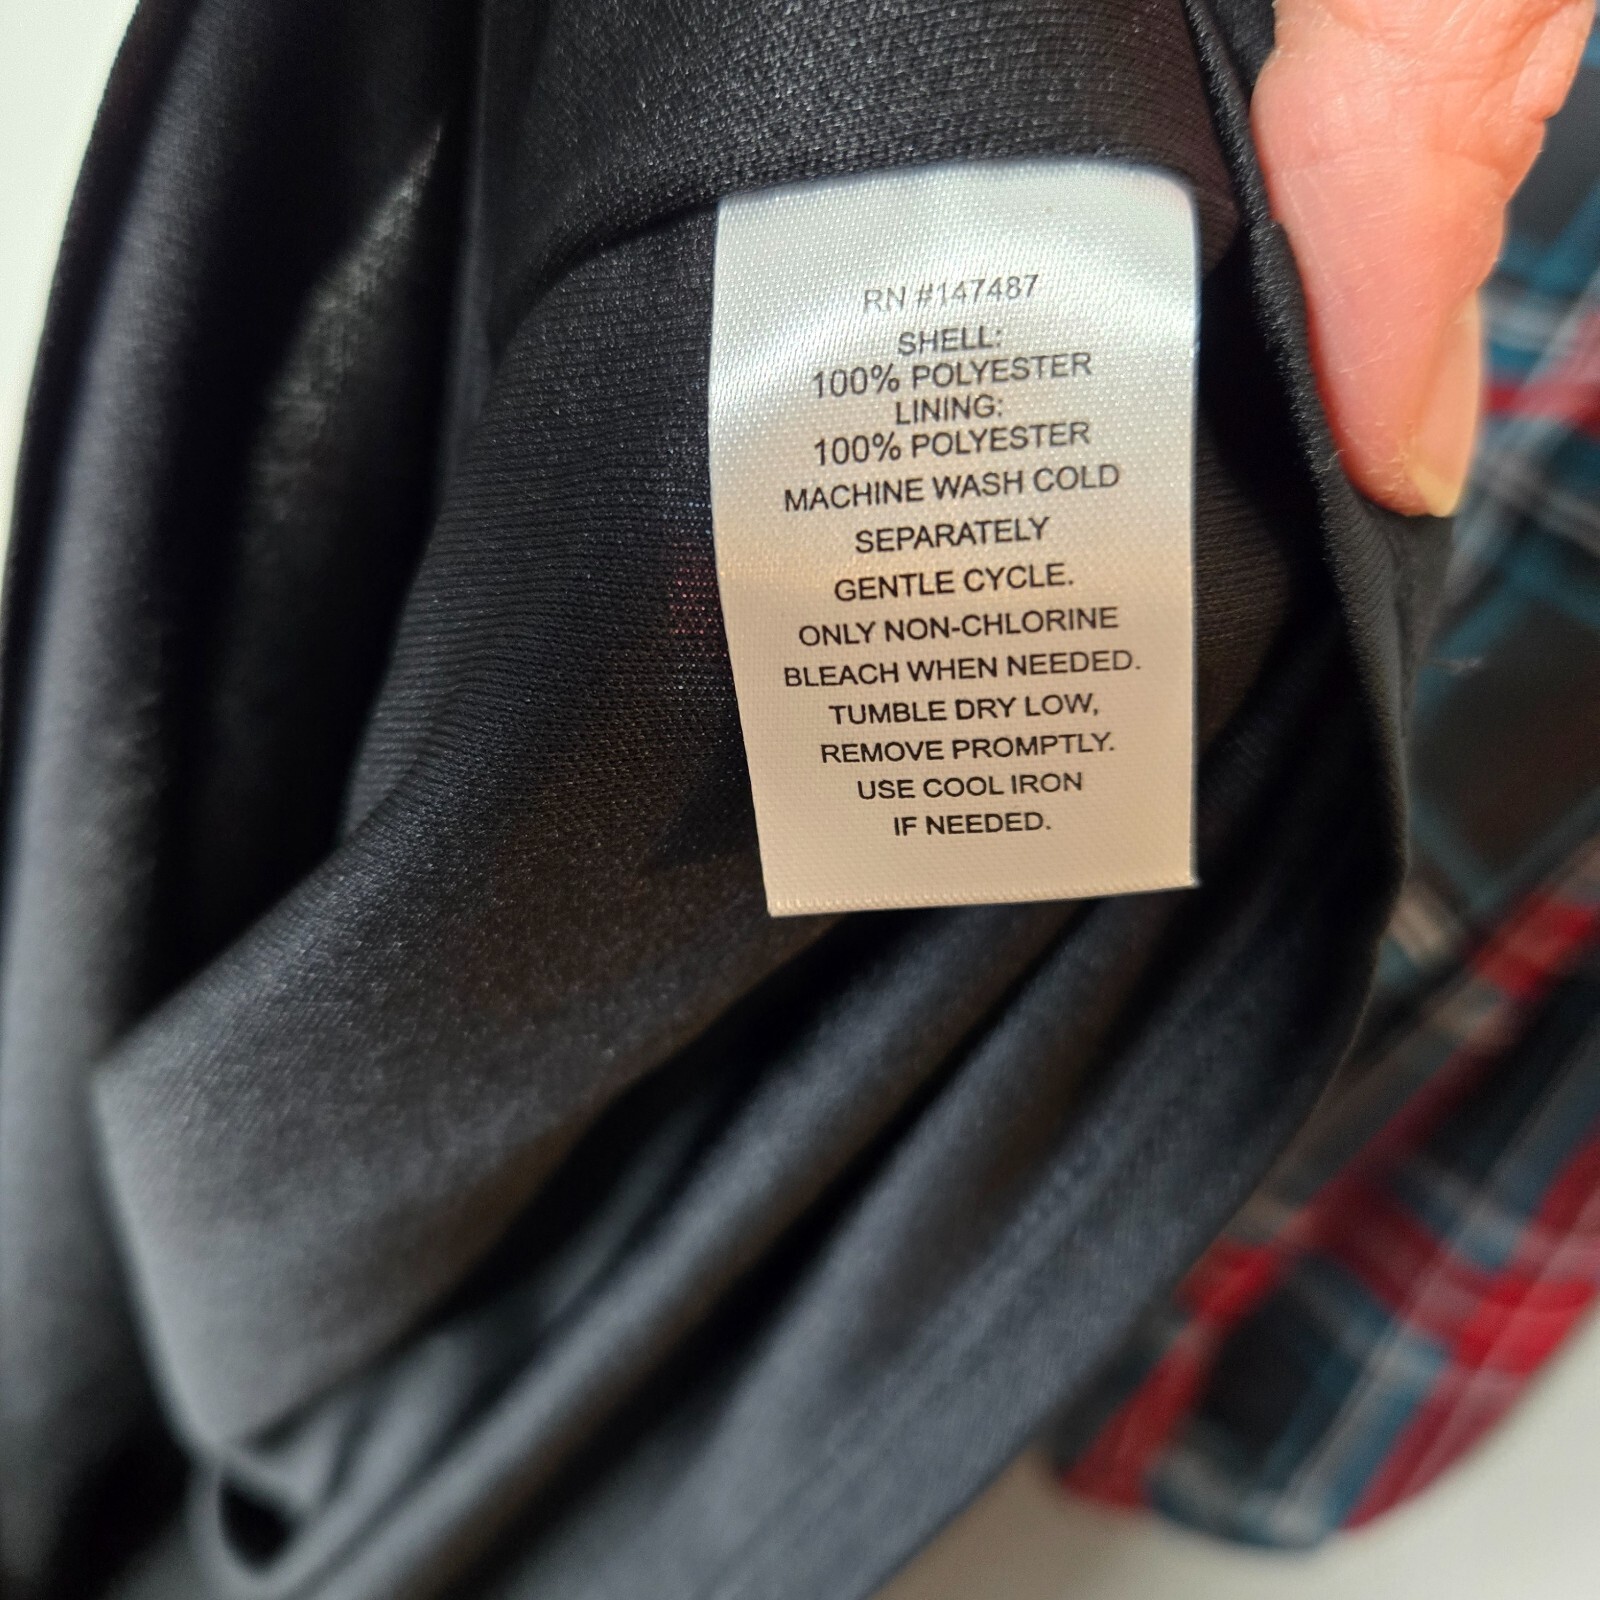 RN #147487
SHELL:
100% POLYESTER
LINING:
100% POLYESTER
MACHINE WASH COLD
SEPARATELY
GENTLE CYCLE.
ONLY NON-CHLORINE
BLEACH WHEN NEEDED.
TUMBLE DRY LOW,
REMOVE PROMPTLY.
USE COOL IRON
IF NEEDED.